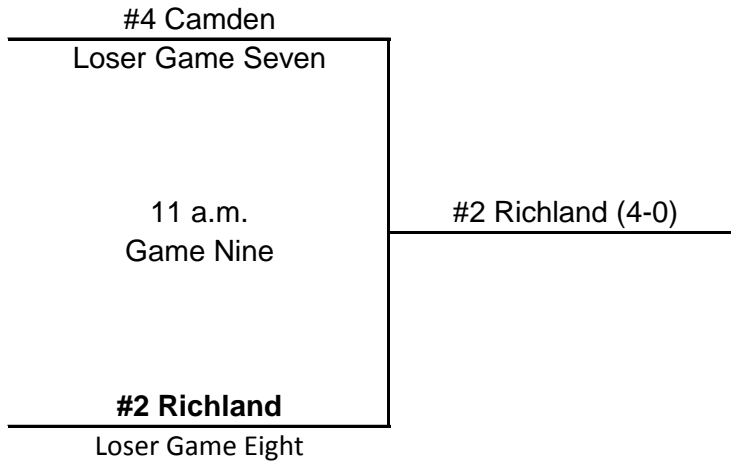 #4 Camden
Loser Game Seven
11 a.m.
Game Nine
#2 Richland (4-0)
#2 Richland
Loser Game Eight